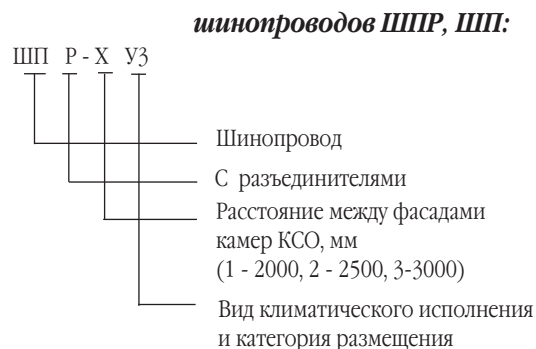 шинопроводов ШПР, ШП:
ШП Р - Х У3
Шинопровод
С разъединителями
Расстояние между фасадами
камер КСО, мм
(1 - 2000, 2 - 2500, 3-3000)
Вид климатического исполнения
и категория размещения